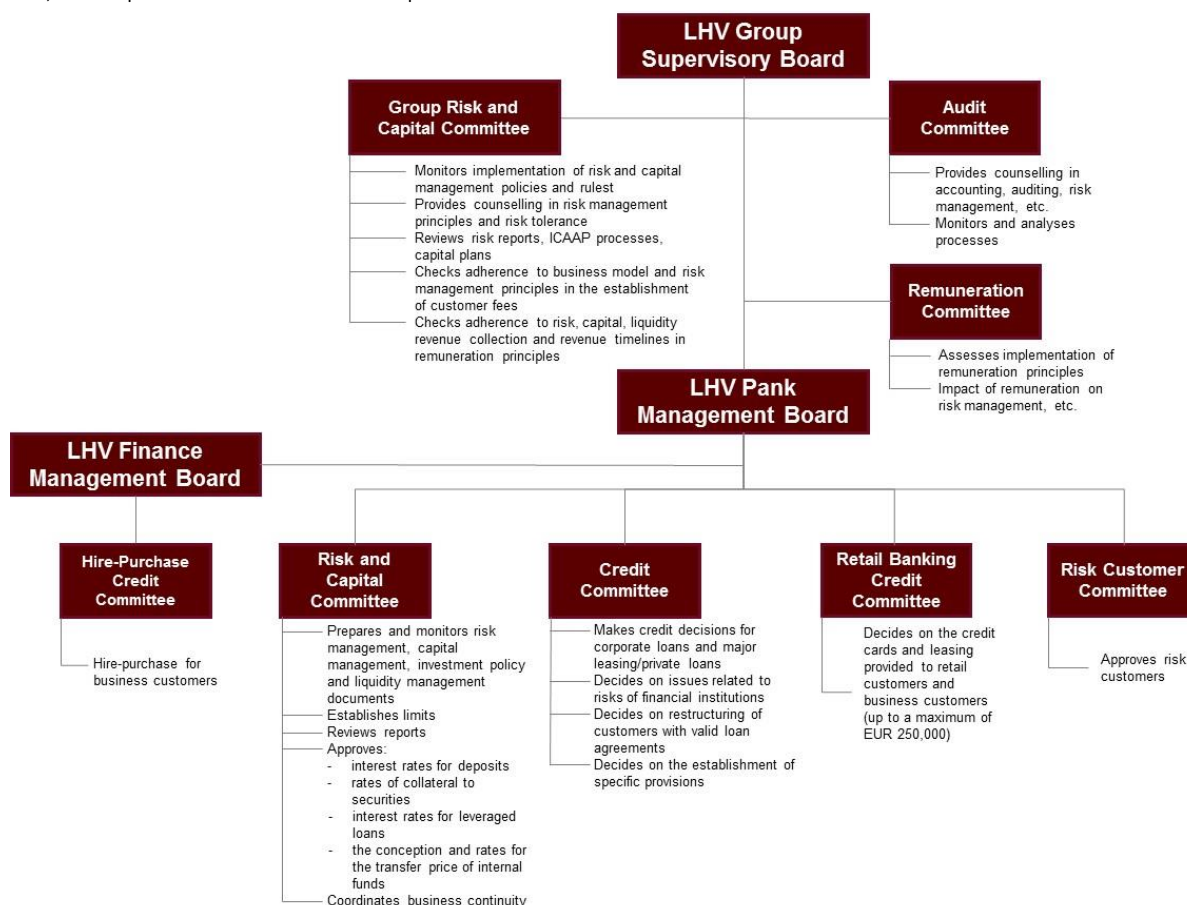 LHV Group
Supervisory Board
Group Risk and
Capital Committee
Monitors implementation of risk and capital
management policies and rulest
Provides counselling in risk management
principles and risk tolerance
Reviews risk reports, ICAAP processes,
capital plans
Checks adherence to business model and risk
management principles in the establishment
of customer fees
Checks adherence to risk, capital, liquidity
revenue collection and revenue timelines in
remuneration principles
Audit
Committee
Provides counselling in
accounting, auditing, risk
management, etc.
Monitors and analyses
processes
Remuneration
Committee
Assesses implementation of
remuneration principles
Impact of remuneration on
risk management, etc.
LHV Pank
Management Board
LHV Finance
Management Board
Hire-Purchase
Credit
Committee
Hire-purchase for
business customers
Risk and
Capital
Committee
Prepares and monitors risk
management, capital
management, investment policy
and liquidity management
documents
Establishes limits
Reviews reports
Approves:
- interest rates for deposits
- rates of collateral to
securities
- interest rates for leveraged
loans
- the conception and rates for
the transfer price of internal
funds
Coordinates business continuity
Credit
Committee
Makes credit decisions for
corporate loans and major
leasing/private loans
Decides on issues related to
risks of financial institutions
Decides on restructuring of
customers with valid loan
agreements
Decides on the establishment of
specific provisions
Retail Banking
Credit
Committee
Decides on the credit
cards and leasing
provided to retail
customers and
business customers
(up to a maximum of
EUR 250,000)
Risk Customer
Committee
Approves risk
customers